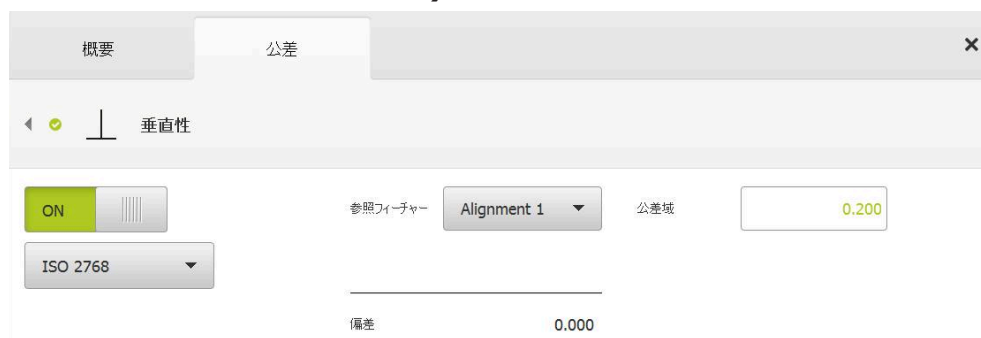 概要 公差
垂直性
ON 参照フィーチャー Alignment 1 公差域 0.200
ISO 2768
偏差 0.000